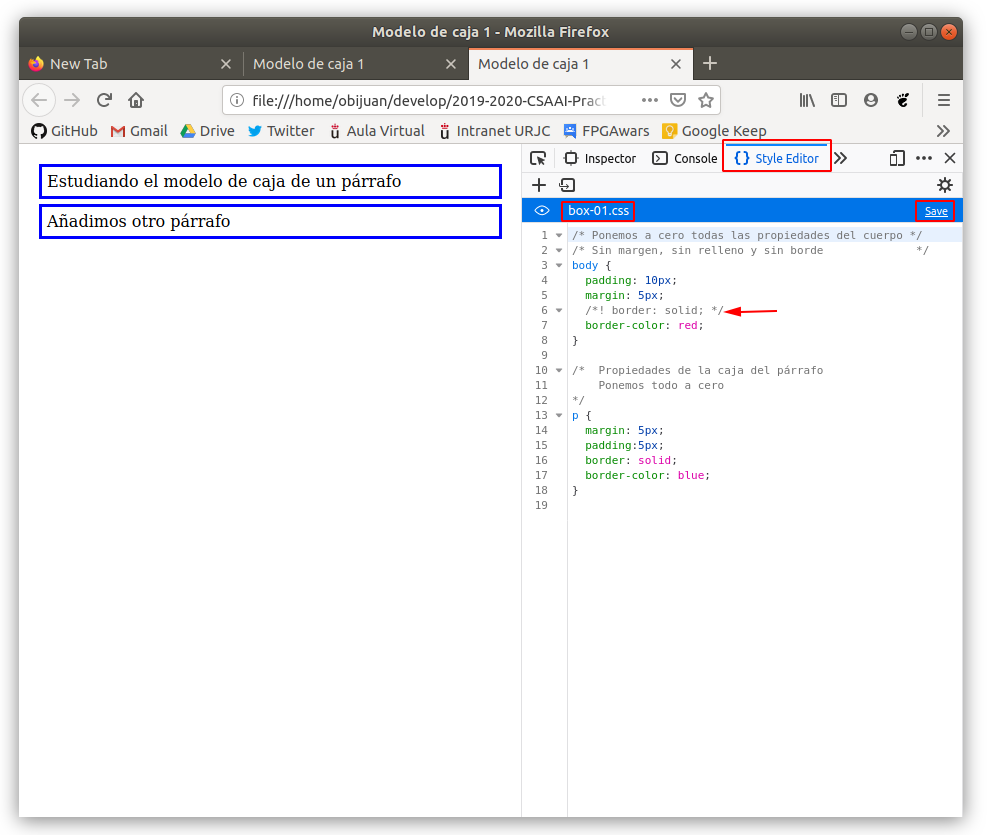 Modelo de caja 1 - Mozilla Firefox
New Tab
Modelo de caja 1
Modelo de caja 1
file:///home/obijuan/develop/2019-2020-CSAAI-Prac
GitHub Gmail Drive Twitter Aula Virtual Intranet URJC FPGAwars Google Keep
Estudiando el modelo de caja de un párrafo
Añadimos otro párrafo
Inspector Console { } Style Editor
box-01.css Save
1 /* Ponemos a cero todas las propiedades del cuerpo */
2 /* Sin margen, sin relleno y sin borde */
3 body {
4 padding: 10px;
5 margin: 5px;
6 /*! border: solid; */
7 border-color: red;
8 }
9
10 /* Propiedades de la caja del párrafo
11 Ponemos todo a cero
12 */
13 p {
14 margin: 5px;
15 padding:5px;
16 border: solid;
17 border-color: blue;
18 }
19